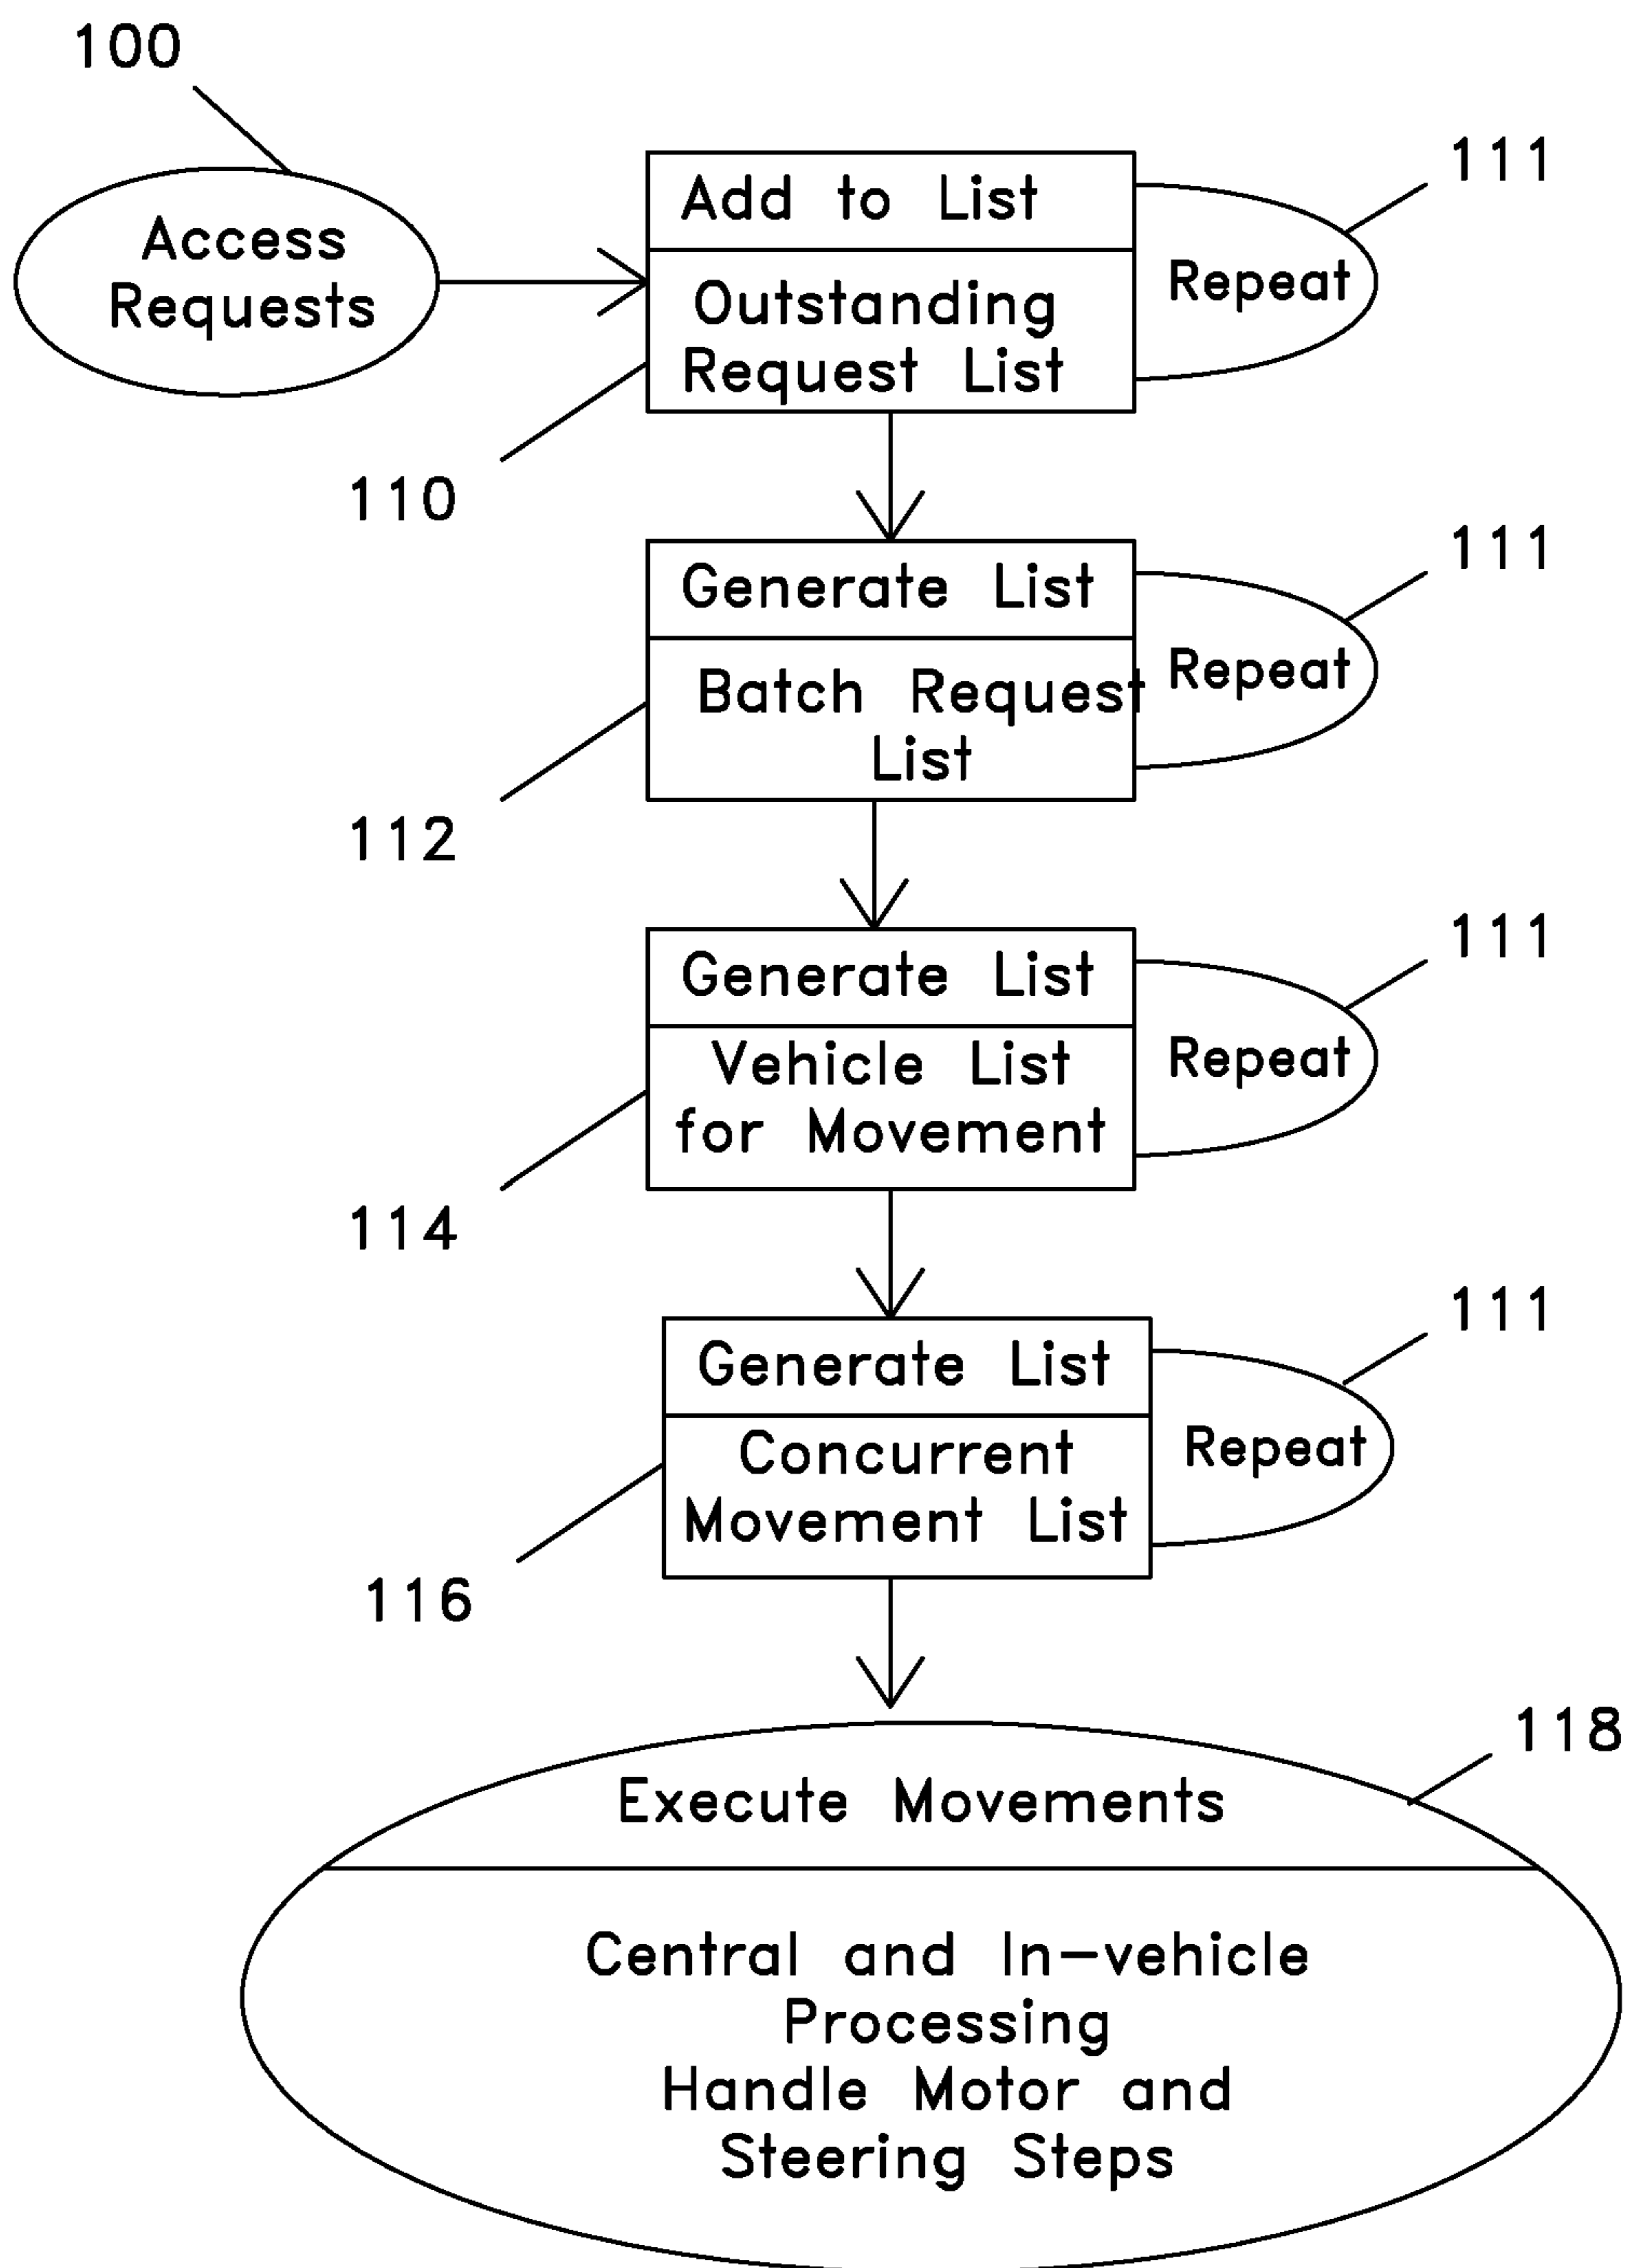 100
Access
Requests
Add to List
Outstanding
Request List
Repeat
111
110
Generate List
Batch Request
List
Repeat
111
112
Generate List
Vehicle List
for Movement
Repeat
111
114
Generate List
Concurrent
Movement List
Repeat
111
116
118
Execute Movements
Central and In-vehicle
Processing
Handle Motor and
Steering Steps